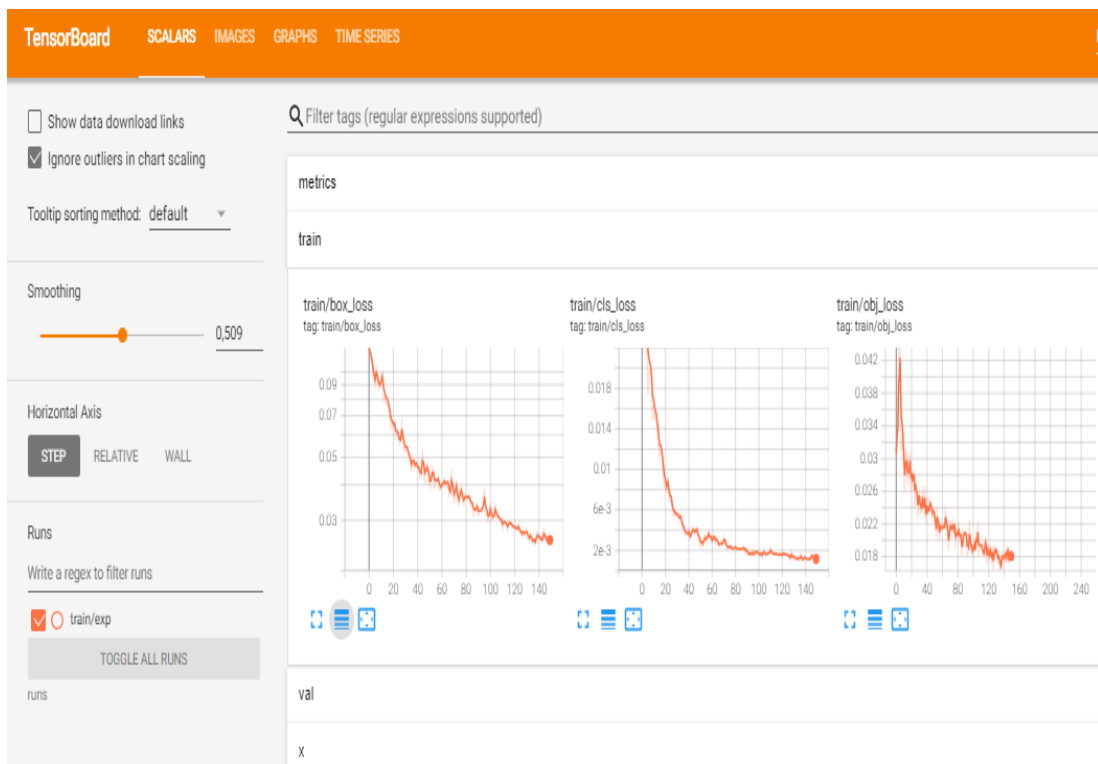 TensorBoard SCALARS IMAGES GRAPHS TIME SERIES
Show data download links
Ignore outliers in chart scaling
Tooltip sorting method: default
Smoothing
0,509
Horizontal Axis
STEP RELATIVE WALL
Runs
Write a regex to filter runs
train/exp
TOGGLE ALL RUNS
runs
Filter tags (regular expressions supported)
metrics
train
train/box_loss
tag: train/box_loss
0.09
0.07
0.05
0.03
0 20 40 60 80 100 120 140
train/cls_loss
tag: train/cls_loss
0.018
0.014
0.01
6e-3
2e-3
0 20 40 60 80 100 120 140
train/obj_loss
tag: train/obj_loss
0.042
0.038
0.034
0.03
0.026
0.022
0.018
0 40 80 120 160 200 240
val
x